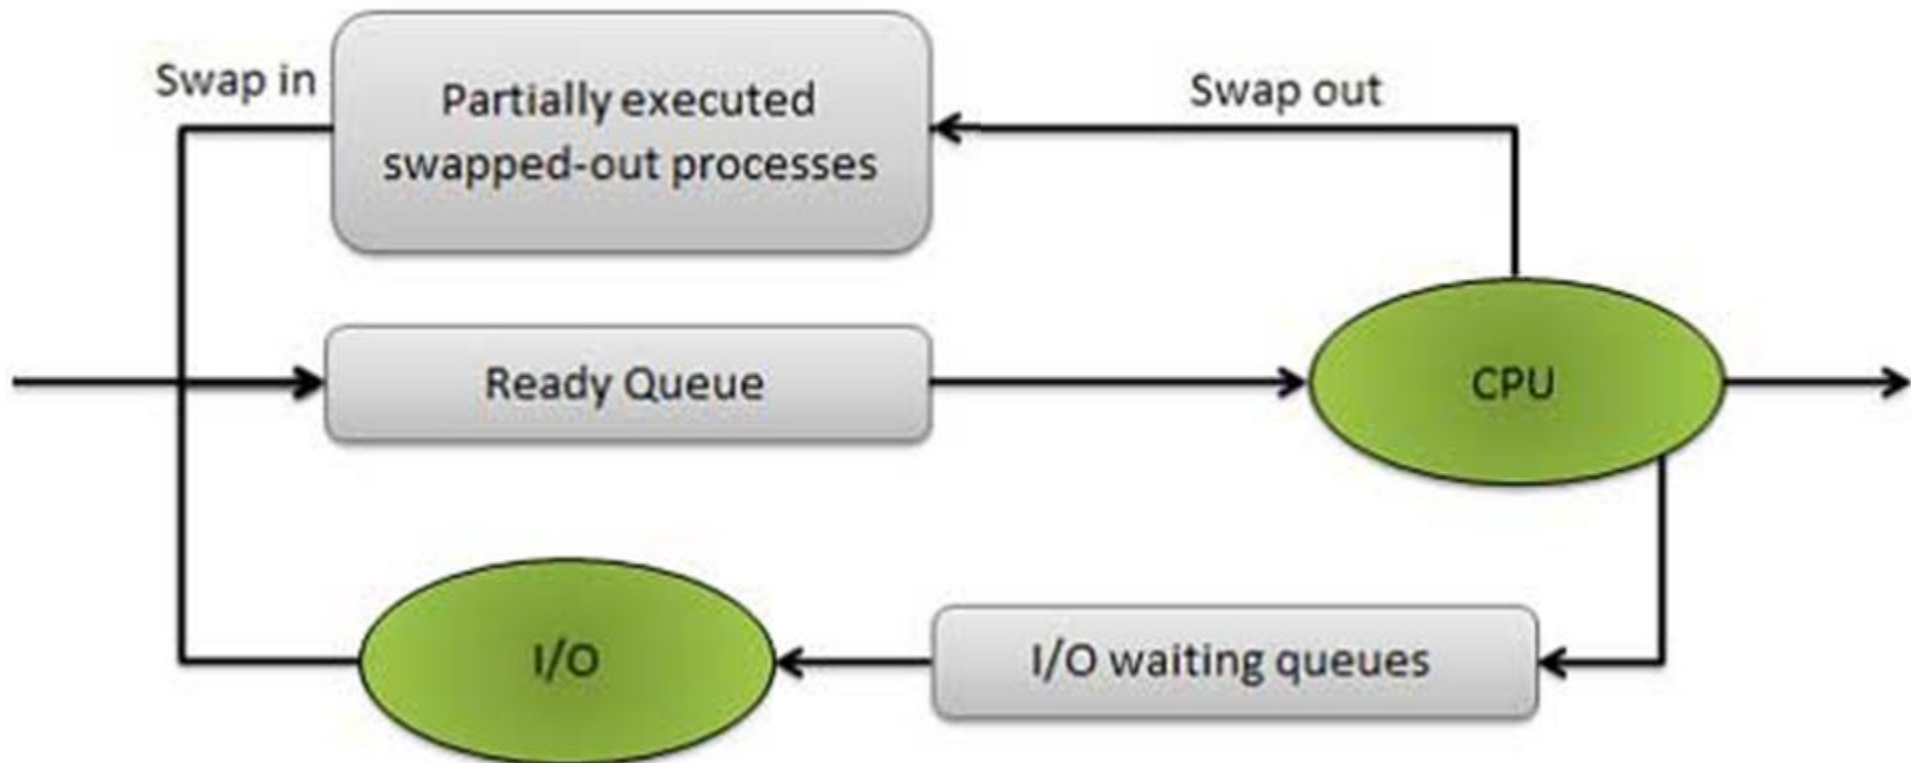 Swap in
Partially executed
swapped-out processes
Swap out
Ready Queue
CPU
I/O
I/O waiting queues